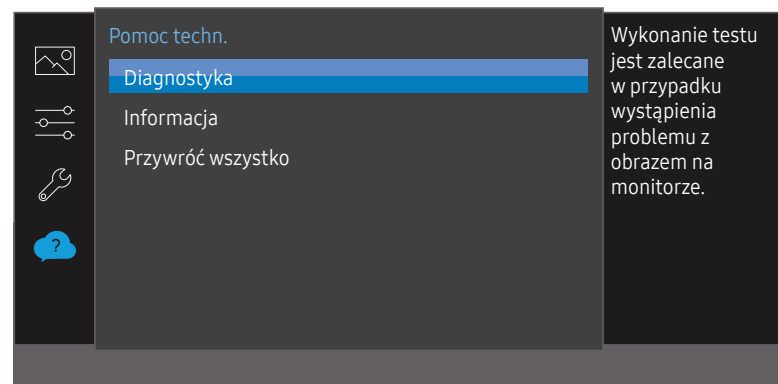 Pomoc techn.
Diagnostyka
Informacja
Przywróć wszystko
?
Wykonanie testu
jest zalecane
w przypadku
wystąpienia
problemu z
obrazem na
monitorze.